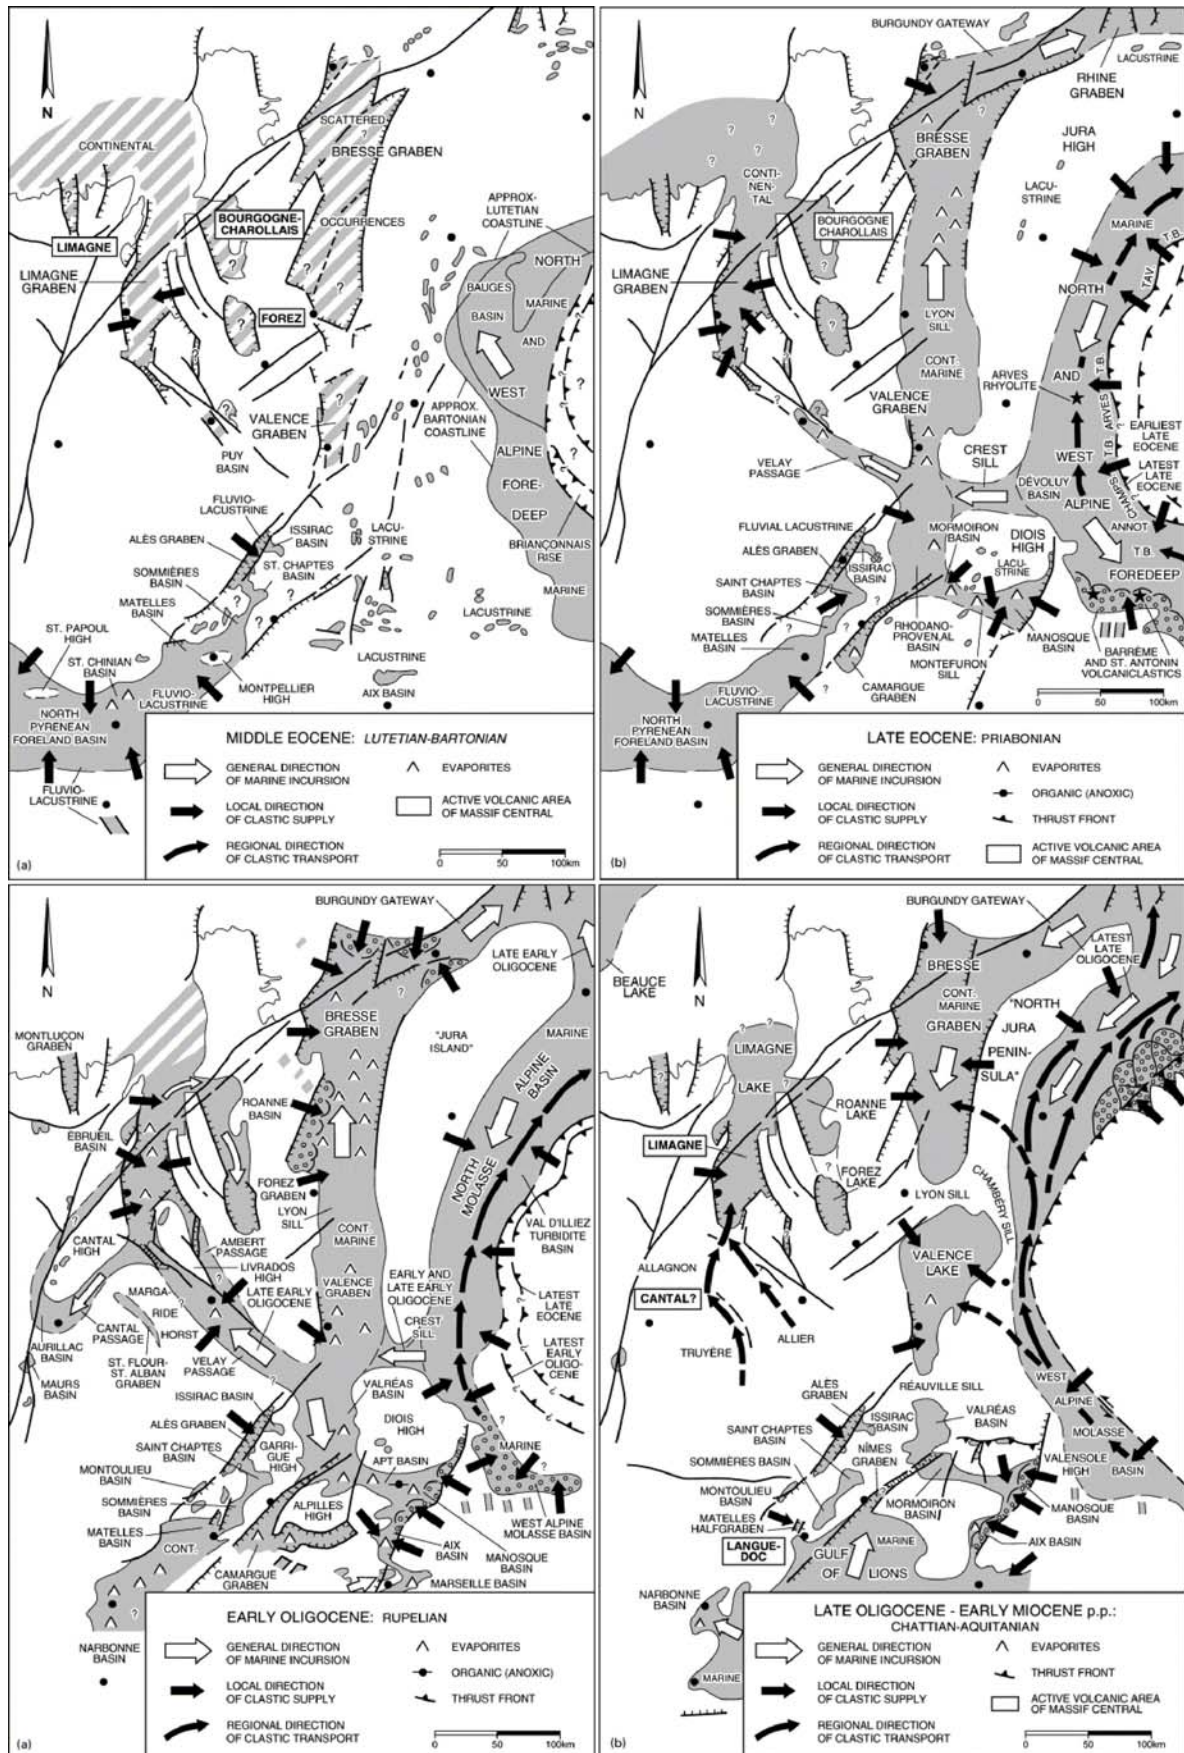 N
CONTINENTAL
SCATTERED
BRESSE GRABEN
OCCURRENCES
BOURGOGNE-
CHAROLLAIS
LIMAGNE
LIMAGNE
GRABEN
FOREZ
APPROX-
LUTETIAN
COASTLINE
NORTH
BAUGES
BASIN
MARINE
AND
WEST
APPROX.
BARTONIAN
COASTLINE
ALPINE
FORE-
DEEP
BRIANÇONNAIS
RISE
MARINE
VALENCE
GRABEN
PUY
BASIN
FLUVIO-
LACUSTRINE
ISSIRAC
BASIN
ALÈS GRABEN
ST. CHAPTES
BASIN
LACU-
STRINE
SOMMIÈRES
BASIN
MATELLES
BASIN
ST. PAPOUL
HIGH
ST. CHINIAN
BASIN
LACUSTRINE
LACUSTRINE
AIX BASIN
MONTPELLIER
HIGH
FLUVIO-
LACUSTRINE
NORTH
PYRENEAN
FORELAND BASIN
FLUVIO-
LACUSTRINE
MIDDLE EOCENE: LUTETIAN-BARTONIAN
GENERAL DIRECTION
OF MARINE INCURSION
EVAPORITES
LOCAL DIRECTION
OF CLASTIC SUPPLY
ACTIVE VOLCANIC AREA
OF MASSIF CENTRAL
REGIONAL DIRECTION
OF CLASTIC TRANSPORT
0 50 100km
(a)
N
BURGUNDY GATEWAY
LACUSTRINE
RHINE
GRABEN
BRESSE
GRABEN
JURA
HIGH
CONTI-
NEN-
TAL
LACU-
STRINE
BOURGOGNE
CHAROLLAIS
MARINE
T.B.
TAV.
LIMAGNE
GRABEN
NORTH
LYON
SILL
CONT.
MARINE
ARVES
RHYOLITE
AND
T.B.
ARVES
T.B.
VALENCE
GRABEN
EARLIEST
LATE
EOCENE
VELAY
PASSAGE
CREST
SILL
WEST
DÉVOLUY
BASIN
ALPINE
CHAMPS
LATEST
LATE
EOCENE
ANNOT
T.B.
FLUVIAL LACUSTRINE
MORMOIRON
BASIN
DIOIS
HIGH
ALÈS GRABEN
ISSIRAC
BASIN
LACU-
STRINE
FOREDEEP
SAINT CHAPTES
BASIN
SOMMIÈRES
BASIN
MATELLES
BASIN
RHODANO-
PROVENÇAL
BASIN
MANOSQUE
BASIN
BARRÊME
AND ST. ANTONIN
VOLCANICLASTICS
MONTEFURON
SILL
CAMARGUE
GRABEN
FLUVIO-
LACUSTRINE
NORTH
PYRENEAN
FORELAND BASIN
0 50 100km
LATE EOCENE: PRIABONIAN
GENERAL DIRECTION
OF MARINE INCURSION
EVAPORITES
ORGANIC (ANOXIC)
LOCAL DIRECTION
OF CLASTIC SUPPLY
THRUST FRONT
REGIONAL DIRECTION
OF CLASTIC TRANSPORT
ACTIVE VOLCANIC AREA
OF MASSIF CENTRAL
(b)
N
BURGUNDY GATEWAY
LATE EARLY
OLIGOCENE
BRESSE
GRABEN
MARINE
MONTLUÇON
GRABEN
"JURA
ISLAND"
ALPINE
BASIN
ROANNE
BASIN
ÉBRUEIL
BASIN
FOREZ
GRABEN
LYON
SILL
NORTH
MOLASSE
CONT.
MARINE
VAL D'ILLIEZ
TURBIDITE
BASIN
CANTAL
HIGH
AMBERT
PASSAGE
LIVRADOS
HIGH
LATE EARLY
OLIGOCENE
MARGA-
RIDE
HORST
VALENCE
GRABEN
EARLY AND
LATE EARLY
OLIGOCENE
CREST
SILL
LATEST
LATE
EOCENE
CANTAL
PASSAGE
AURILLAC
BASIN
MAURS
BASIN
ST. FLOUR-
ST. ALBAN
GRABEN
VELAY
PASSAGE
LATEST
EARLY
OLIGO-
CENE
ISSIRAC BASIN
VALRÉAS
BASIN
ALÈS GRABEN
DIOIS
HIGH
SAINT CHAPTES
BASIN
GARRI-
GUE
HIGH
MARINE
APT BASIN
MONTOULIEU
BASIN
SOMMIÈRES
BASIN
ALPILLES
HIGH
WEST ALPINE
MOLASSE BASIN
MATELLES
BASIN
CONT.
AIX
BASIN
MANOSQUE
BASIN
CAMARGUE
GRABEN
MARSEILLE BASIN
NARBONNE
BASIN
EARLY OLIGOCENE: RUPELIAN
GENERAL DIRECTION
OF MARINE INCURSION
EVAPORITES
ORGANIC (ANOXIC)
LOCAL DIRECTION
OF CLASTIC SUPPLY
THRUST FRONT
REGIONAL DIRECTION
OF CLASTIC TRANSPORT
0 50 100km
(a)
N
BURGUNDY GATEWAY
LATEST
LATE
OLIGOCENE
BEAUCE
LAKE
BRESSE
CONT.
MARINE
GRABEN
"NORTH
JURA
PENIN-
SULA"
LIMAGNE
LAKE
ROANNE
LAKE
LIMAGNE
FOREZ
LAKE
LYON SILL
CHAMBÉRY SILL
ALLAGNON
VALENCE
LAKE
CANTAL?
ALLIER
TRUYÈRE
WEST
ALPINE
MOLASSE
BASIN
ALÈS
GRABEN
RÉAUVILLE SILL
ISSIRAC
BASIN
VALRÉAS
BASIN
SAINT CHAPTES
BASIN
NÎMES
GRABEN
SOMMIÈRES BASIN
VALENSOLE
HIGH
MONTOULIEU
BASIN
MORMOIRON
BASIN
MANOSQUE
BASIN
MATELLES
HALFGRABEN
AIX BASIN
LANGUE-
DOC
GULF
OF LIONS
MARINE
NARBONNE
BASIN
MARINE
LATE OLIGOCENE - EARLY MIOCENE p.p.:
CHATTIAN-AQUITANIAN
GENERAL DIRECTION
OF MARINE INCURSION
EVAPORITES
THRUST FRONT
LOCAL DIRECTION
OF CLASTIC SUPPLY
ACTIVE VOLCANIC AREA
OF MASSIF CENTRAL
REGIONAL DIRECTION
OF CLASTIC TRANSPORT
0 50 100km
(b)